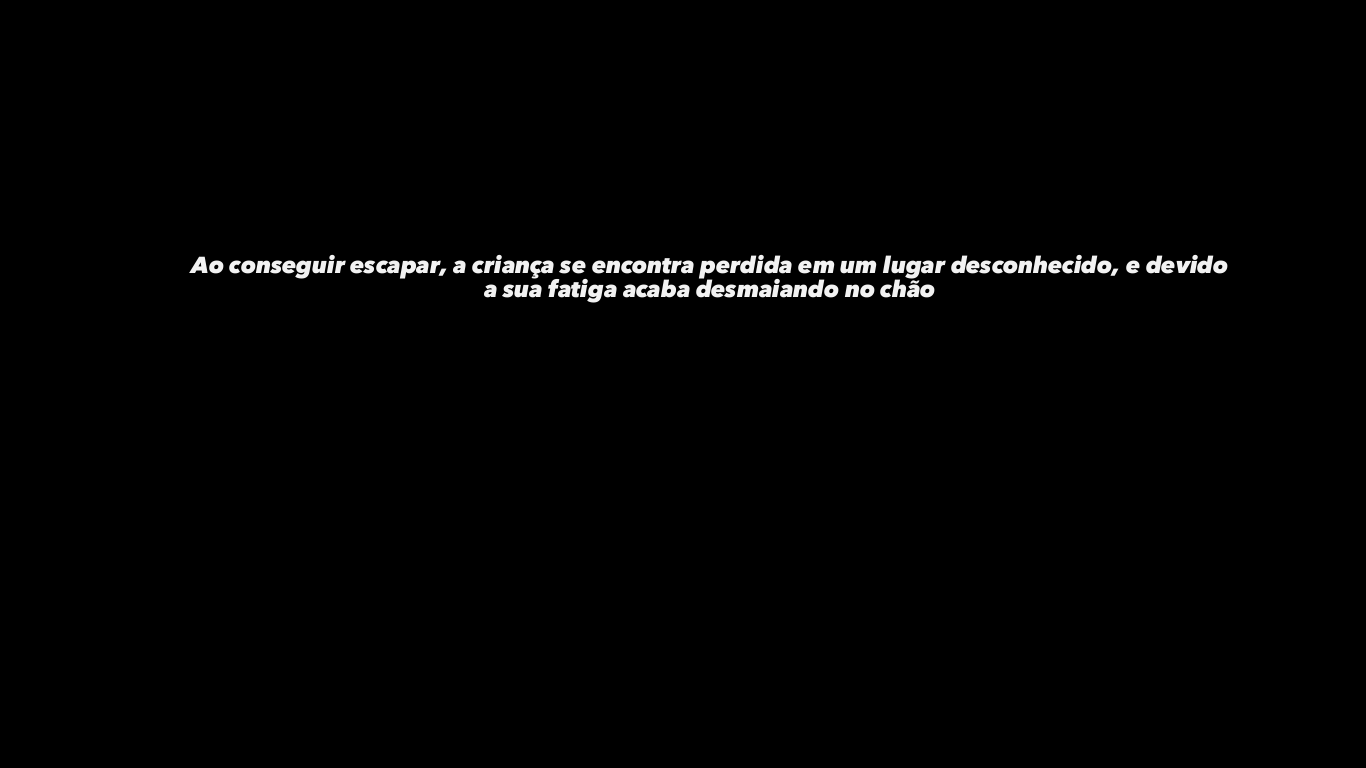 Ao conseguir escapar, a criança se encontra perdida em um lugar desconhecido, e devido
a sua fatiga acaba desmaiando no chão